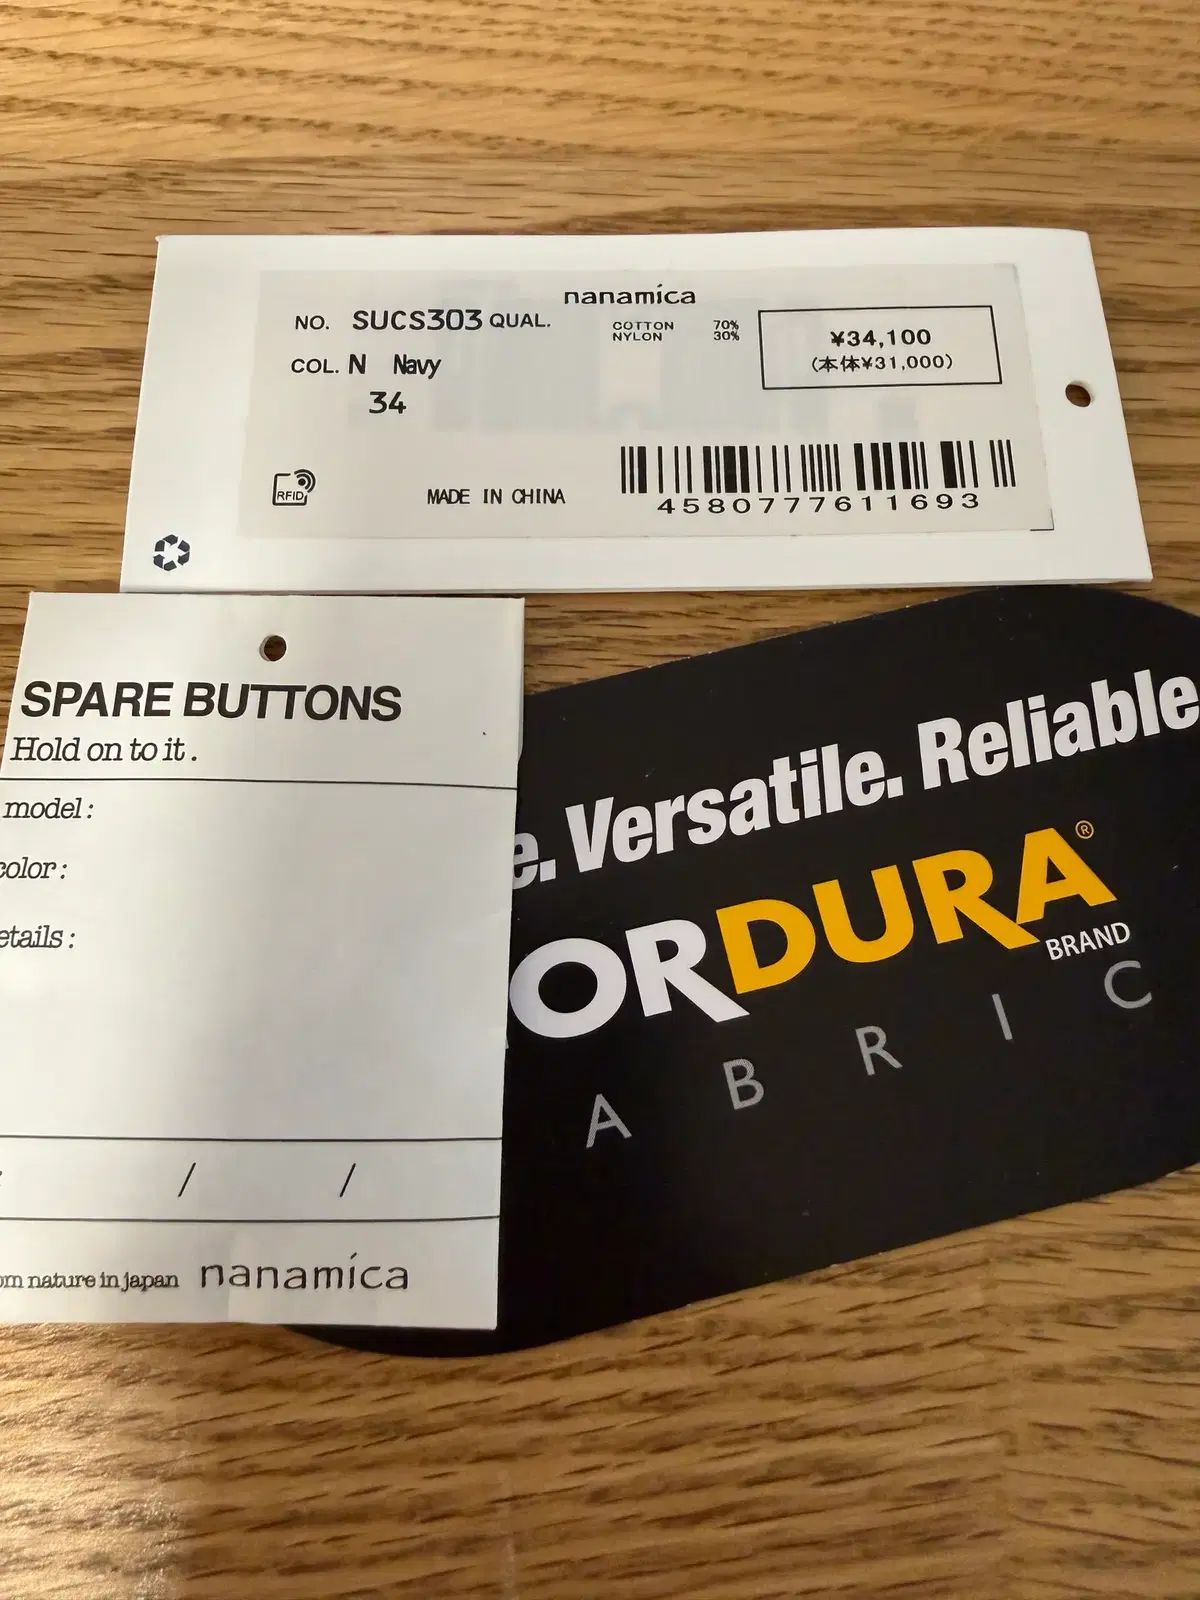 nanamica
NO. SUCS303 QUAL. COTTON 70%
NYLON 30%
¥34,100
(本体¥31,000)
COL. N Navy
34
RFID
MADE IN CHINA
4580777611693
SPARE BUTTONS
Hold on to it.
model:
color:
etails:
/ /
om nature in japan nanamica
e. Versatile. Reliable
ORDURA®
BRAND
ABRIC